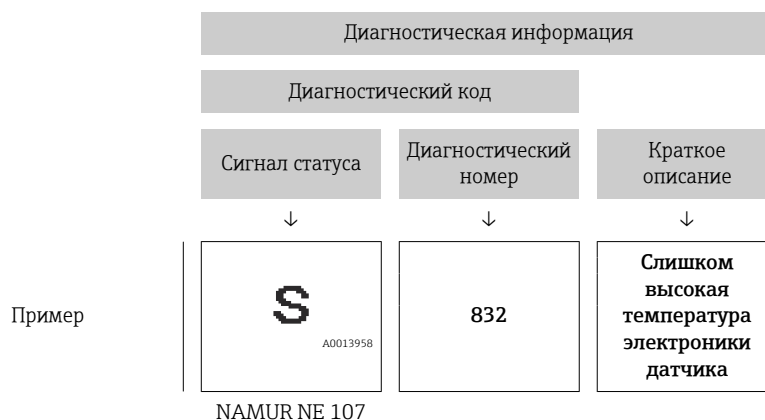 Диагностическая информация
Диагностический код
Сигнал статуса
Диагностический
номер
Краткое
описание
↓ ↓ ↓
Пример
S
A0013958
832
Слишком
высокая
температура
электроники
датчика
NAMUR NE 107